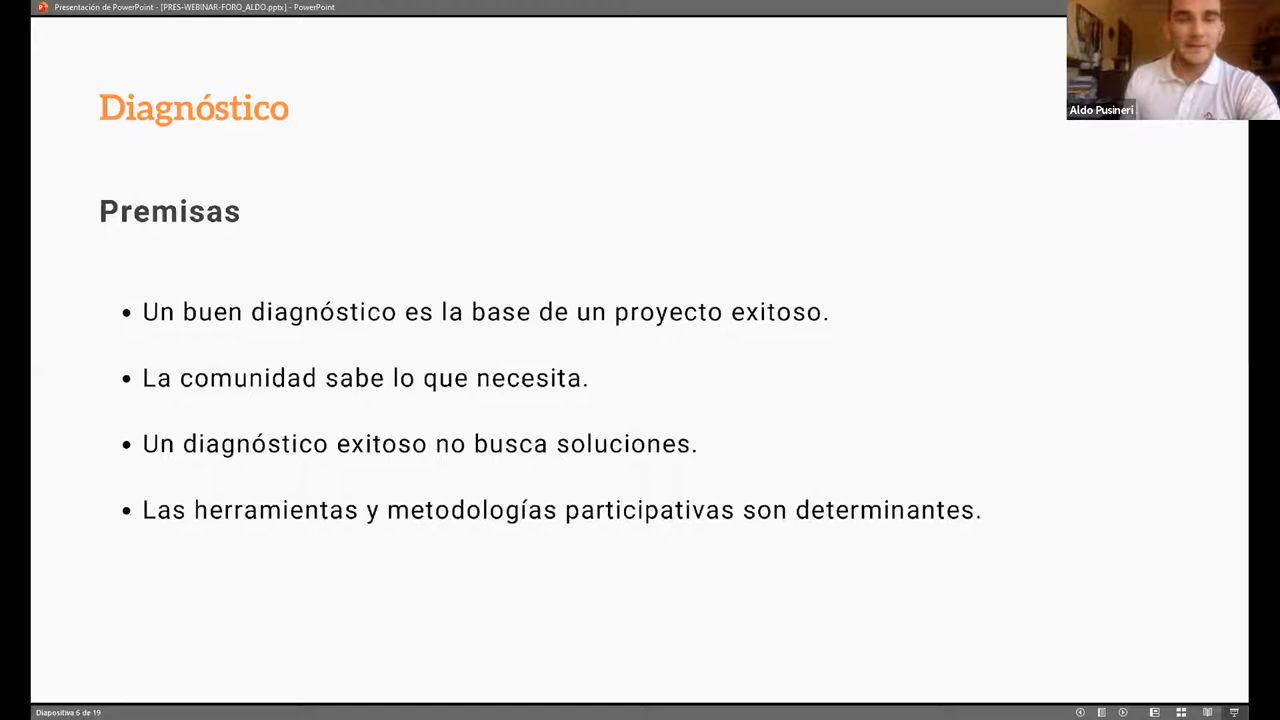 Presentación de PowerPoint - [PRES-WEBINAR-FORO_ALDO.pptx] - PowerPoint
Aldo Pusineri
Diagnóstico
Premisas
• Un buen diagnóstico es la base de un proyecto exitoso.
• La comunidad sabe lo que necesita.
• Un diagnóstico exitoso no busca soluciones.
• Las herramientas y metodologías participativas son determinantes.
Diapositiva 6 de 19